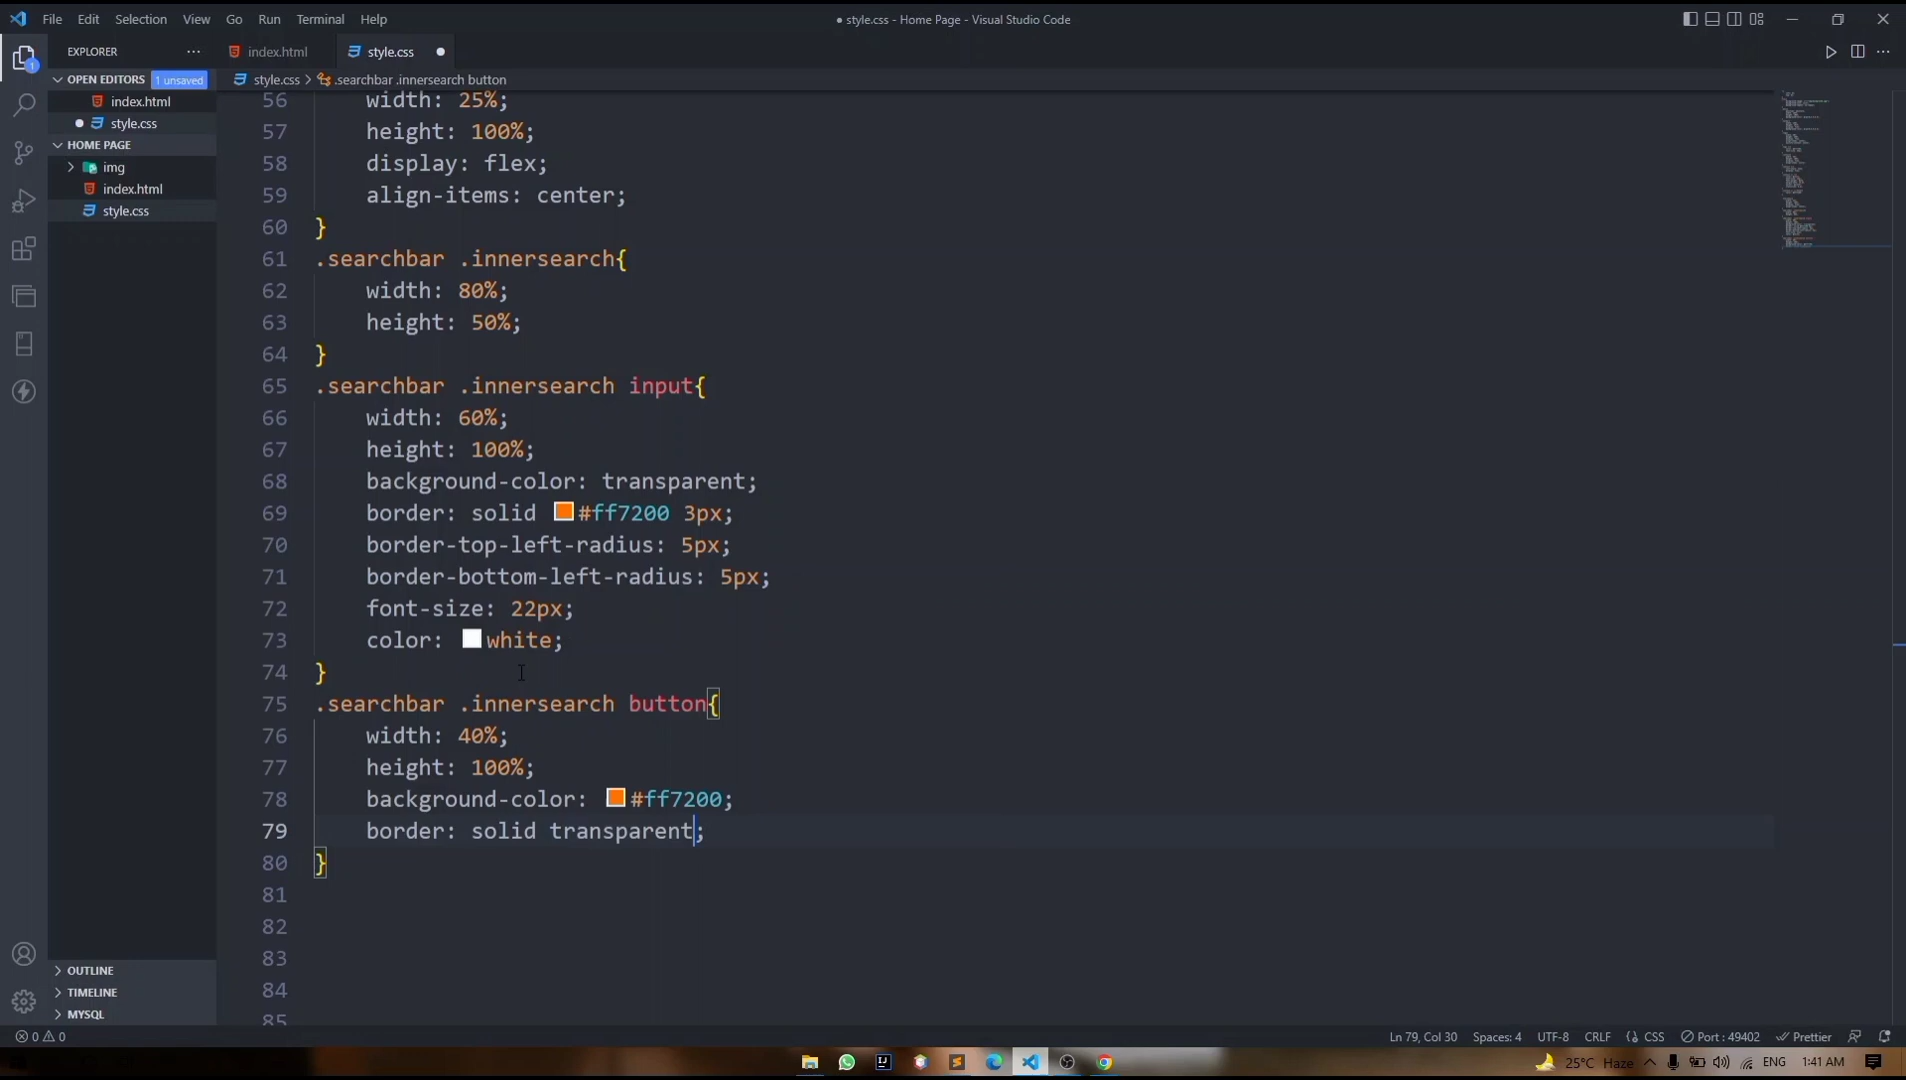 File Edit Selection View Go Run Terminal Help
● style.css - Home Page - Visual Studio Code
EXPLORER ···
index.html
style.css ●
OPEN EDITORS 1 unsaved
style.css > .searchbar .innersearch button
1
index.html
● style.css
HOME PAGE
> img
index.html
style.css
56 width: 25%;
57 height: 100%;
58 display: flex;
59 align-items: center;
60 }
61 .searchbar .innersearch{
62 width: 80%;
63 height: 50%;
64 }
65 .searchbar .innersearch input{
66 width: 60%;
67 height: 100%;
68 background-color: transparent;
69 border: solid #ff7200 3px;
70 border-top-left-radius: 5px;
71 border-bottom-left-radius: 5px;
72 font-size: 22px;
73 color: white;
74 }
75 .searchbar .innersearch button{
76 width: 40%;
77 height: 100%;
78 background-color: #ff7200;
79 border: solid transparent;
80 }
81
82
83
84
85
> OUTLINE
> TIMELINE
> MYSQL
0 0
Ln 79, Col 30 Spaces: 4 UTF-8 CRLF {} CSS Port : 49402 Prettier
25°C Haze ENG 1:41 AM